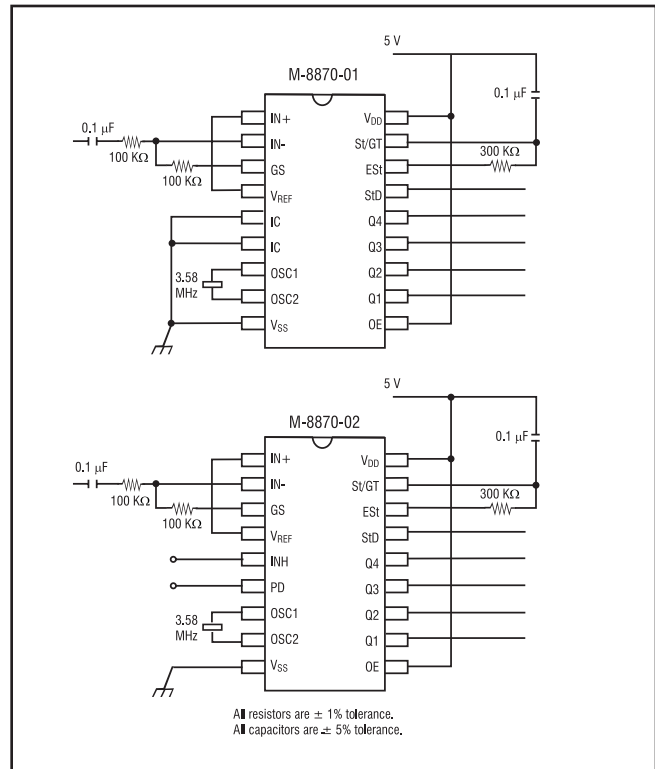 5 V
M-8870-01
0.1 µF
0.1 µF
100 KΩ
100 KΩ
300 KΩ
IN+
IN-
GS
VREF
IC
IC
OSC1
OSC2
VSS
3.58
MHz
VDD
St/GT
ESt
StD
Q4
Q3
Q2
Q1
OE
5 V
M-8870-02
0.1 µF
0.1 µF
100 KΩ
100 KΩ
300 KΩ
IN+
IN-
GS
VREF
INH
PD
OSC1
OSC2
VSS
3.58
MHz
VDD
St/GT
ESt
StD
Q4
Q3
Q2
Q1
OE
All resistors are ± 1% tolerance.
All capacitors are ± 5% tolerance.